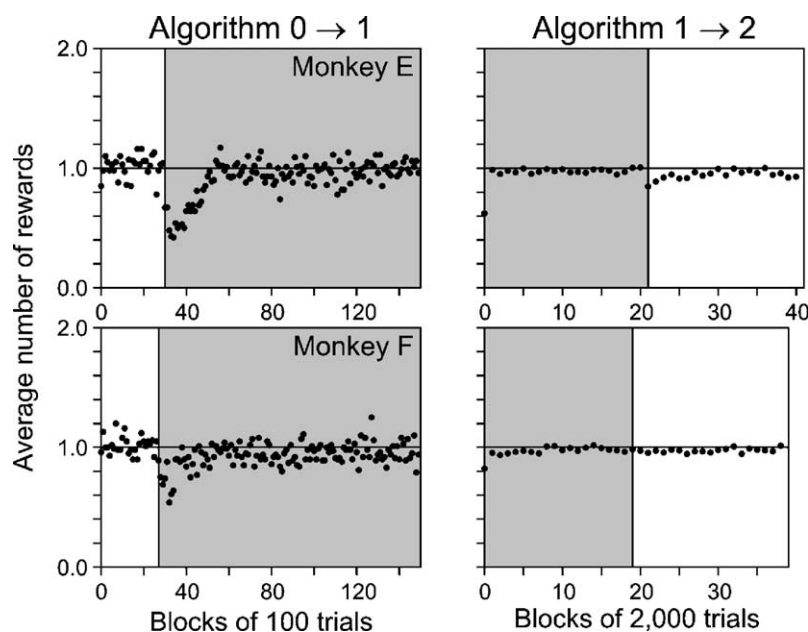 Algorithm 0 → 1
Algorithm 1 → 2
Average number of rewards
2.0
1.0
0.0
Monkey E
0 40 80 120
0 10 20 30 40
2.0
1.0
0.0
Monkey F
0 40 80 120
0 10 20 30
Blocks of 100 trials
Blocks of 2,000 trials